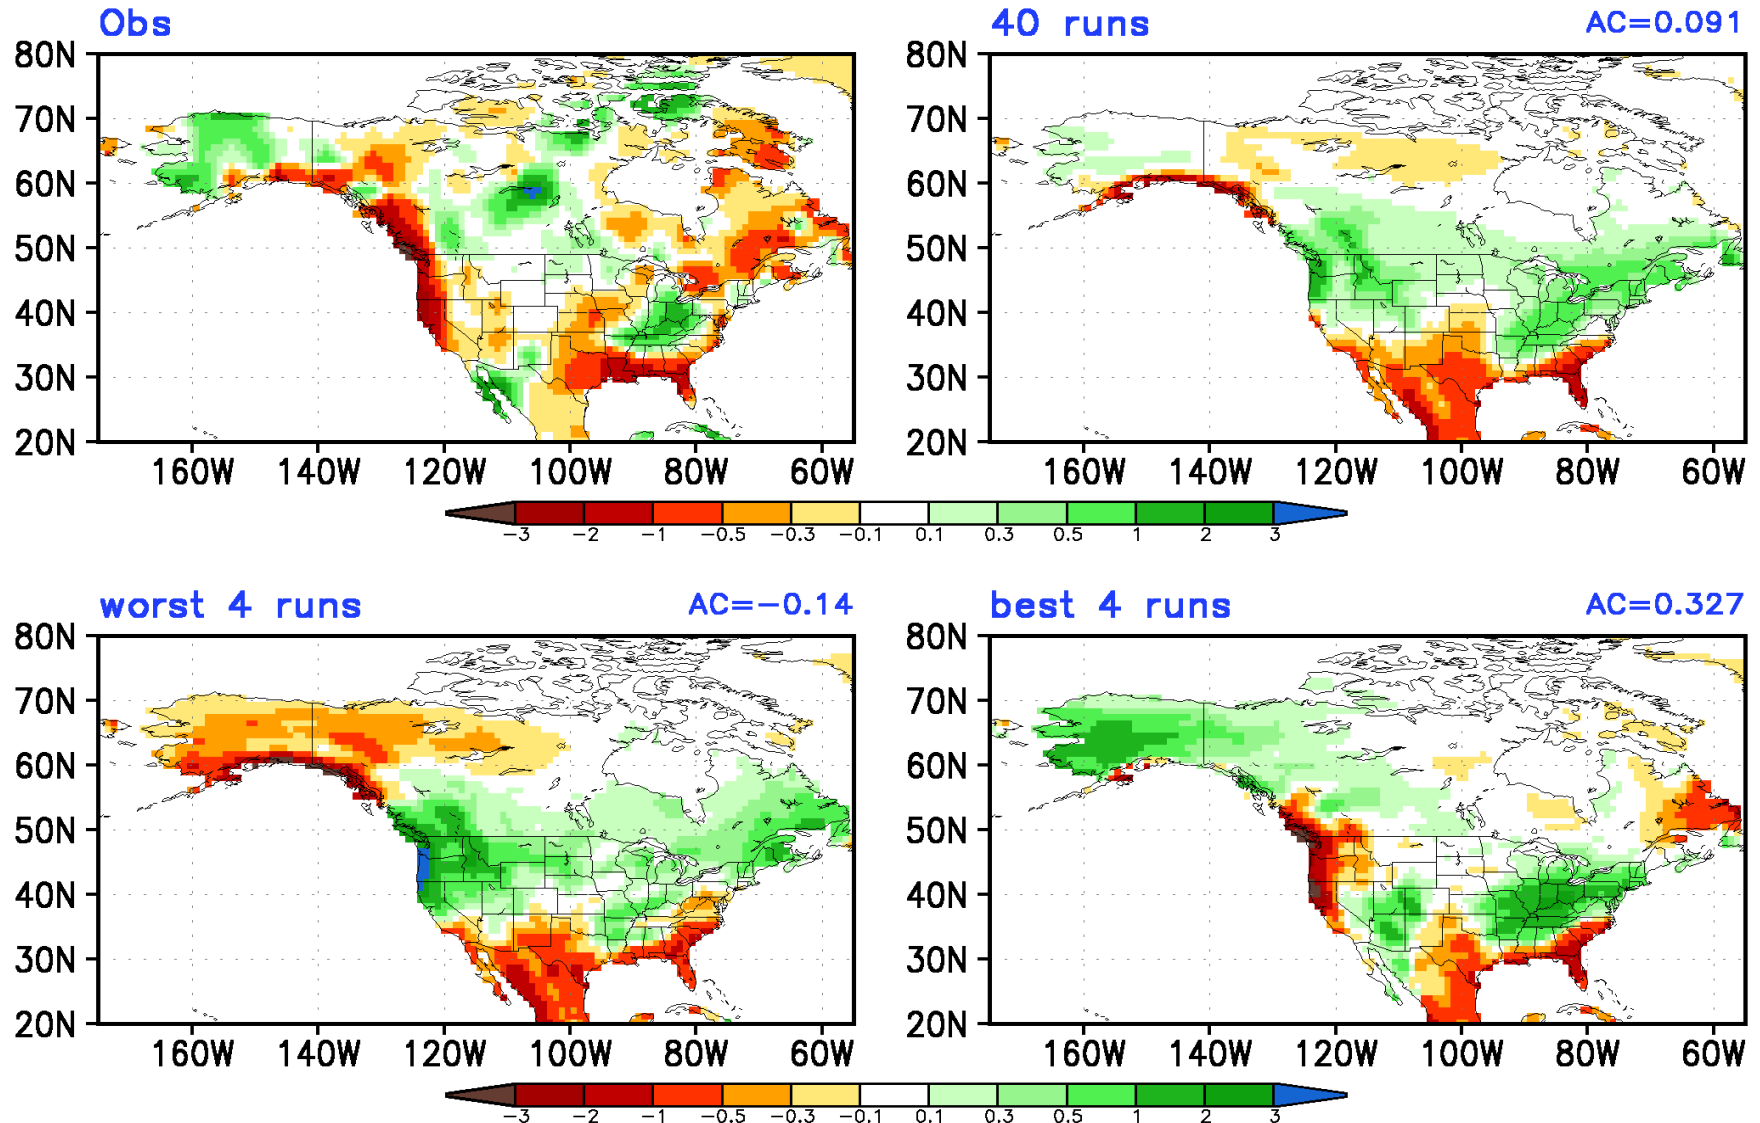 Obs
40 runs AC=0.091
80N 80N
70N 70N
60N 60N
50N 50N
40N 40N
30N 30N
20N 20N
160W 140W 120W 100W 80W 60W 160W 140W 120W 100W 80W 60W
-3 -2 -1 -0.5 -0.3 -0.1 0.1 0.3 0.5 1 2 3
worst 4 runs AC=-0.14
best 4 runs AC=0.327
80N 80N
70N 70N
60N 60N
50N 50N
40N 40N
30N 30N
20N 20N
160W 140W 120W 100W 80W 60W 160W 140W 120W 100W 80W 60W
-3 -2 -1 -0.5 -0.3 -0.1 0.1 0.3 0.5 1 2 3